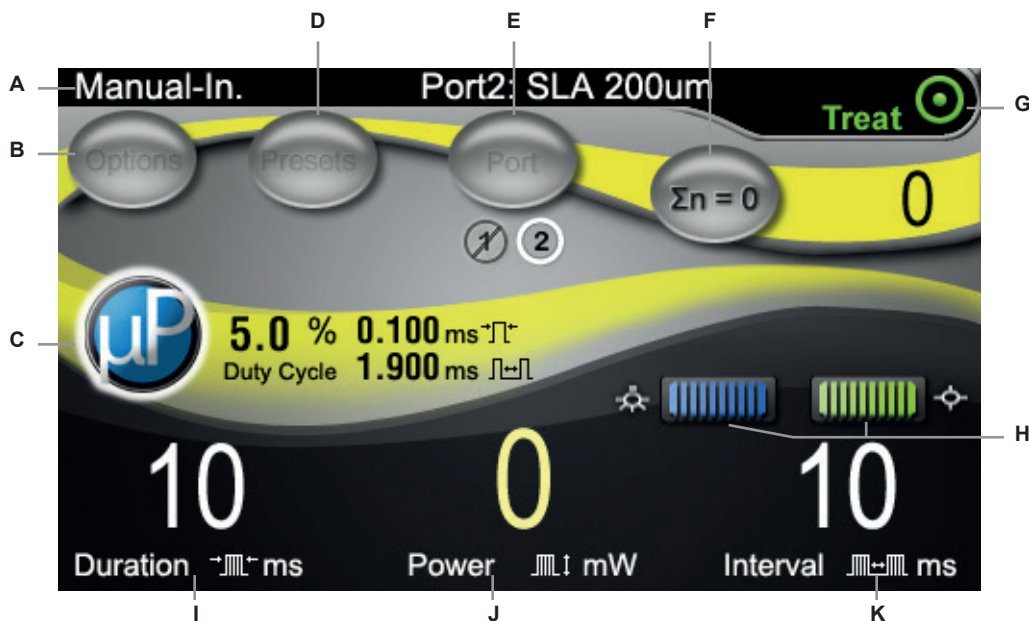 D E F
A Manual-In. Port2: SLA 200um
Treat G
B Options Presets Port
Σn = 0 0
1 2
C μP 5.0 % 0.100 ms
Duty Cycle 1.900 ms
H
10 0 10
Duration ms Power mW Interval ms
I J K